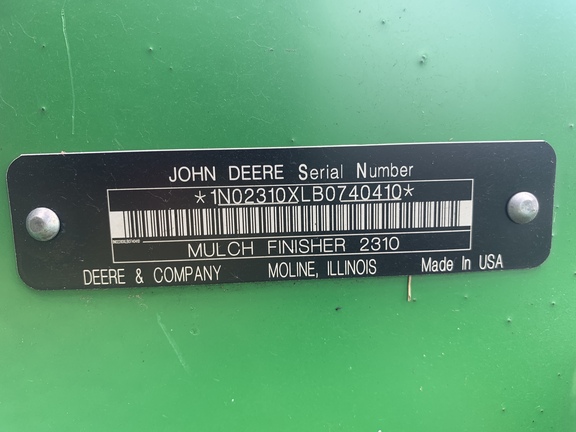 JOHN DEERE Serial Number
*1N02310XLB0740410*
MULCH FINISHER 2310
DEERE & COMPANY MOLINE, ILLINOIS Made In USA